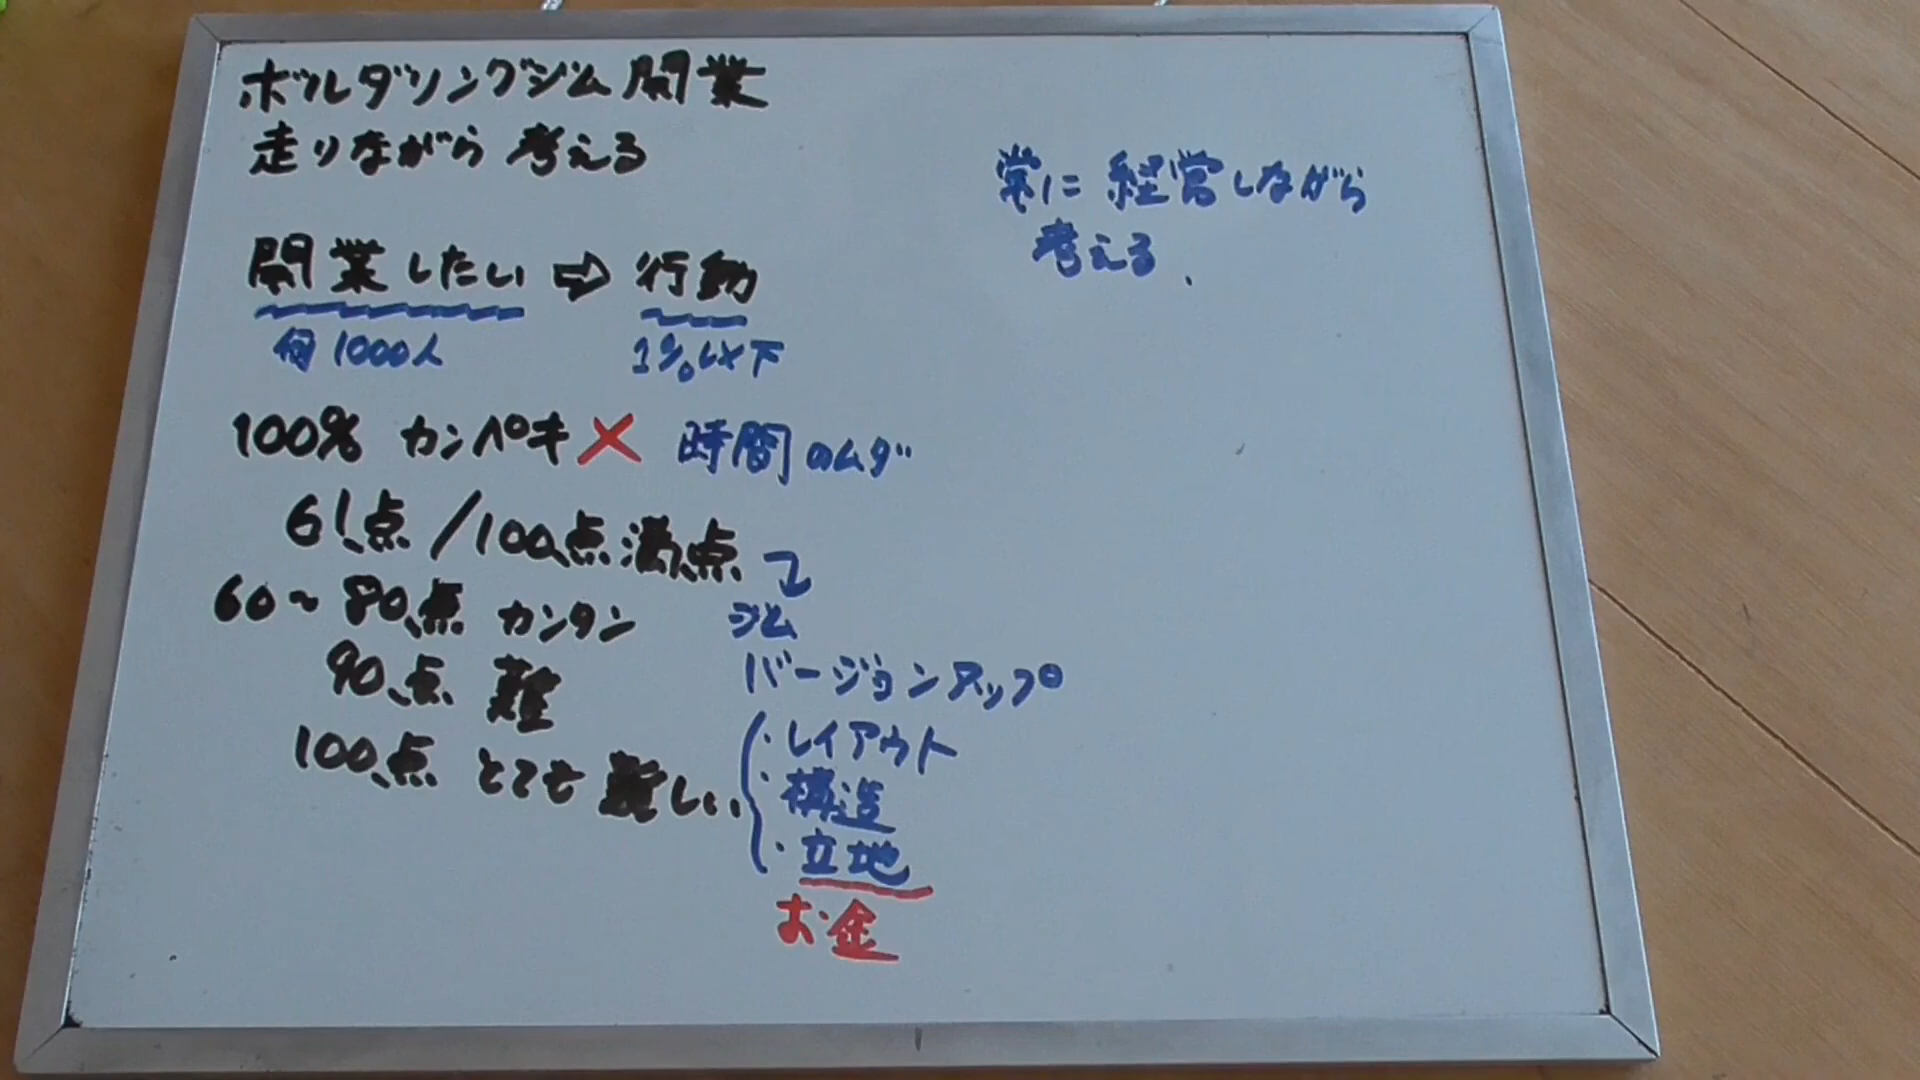 ボルダリングジム開業
走りながら考える
開業したい ⇨ 行動
何1000人 1%以下
100% カンペキ ✕ 時間のムダ
61点/100点満点
60~80点 カンタン ジム
90点 難 バージョンアップ
100点 とても難しい
・レイアウト
・構造
・立地
お金
常に経営しながら
考える